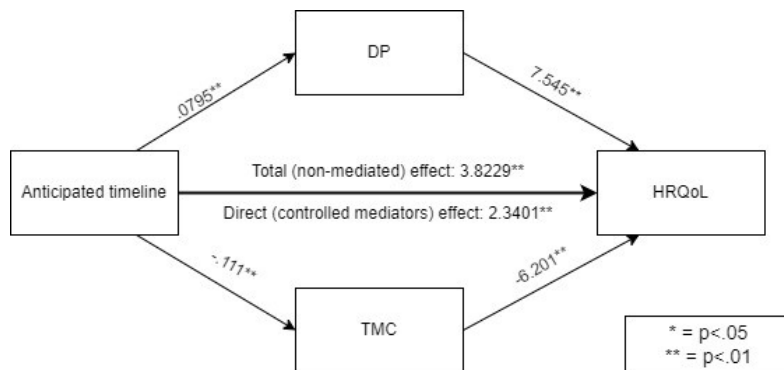 DP
.0795**
7.545**
Total (non-mediated) effect: 3.8229**
Anticipated timeline
HRQoL
Direct (controlled mediators) effect: 2.3401**
-.111**
-6.201**
TMC
* = p<.05
** = p<.01